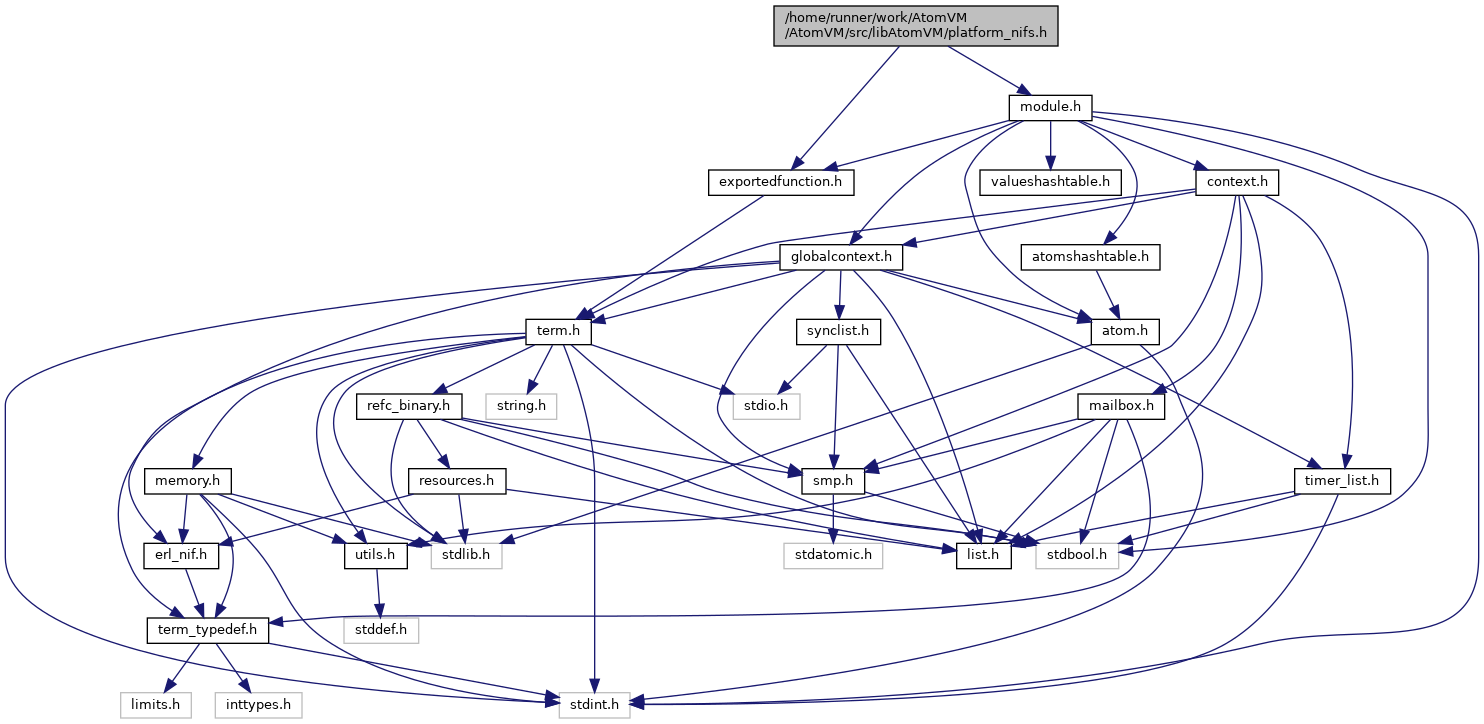 /home/runner/work/AtomVM
/AtomVM/src/libAtomVM/platform_nifs.h
module.h
exportedfunction.h
valueshashtable.h
context.h
globalcontext.h
atomshashtable.h
term.h
synclist.h
atom.h
refc_binary.h
string.h
stdio.h
mailbox.h
memory.h
resources.h
smp.h
timer_list.h
erl_nif.h
utils.h
stdlib.h
stdatomic.h
list.h
stdbool.h
term_typedef.h
stddef.h
limits.h
inttypes.h
stdint.h